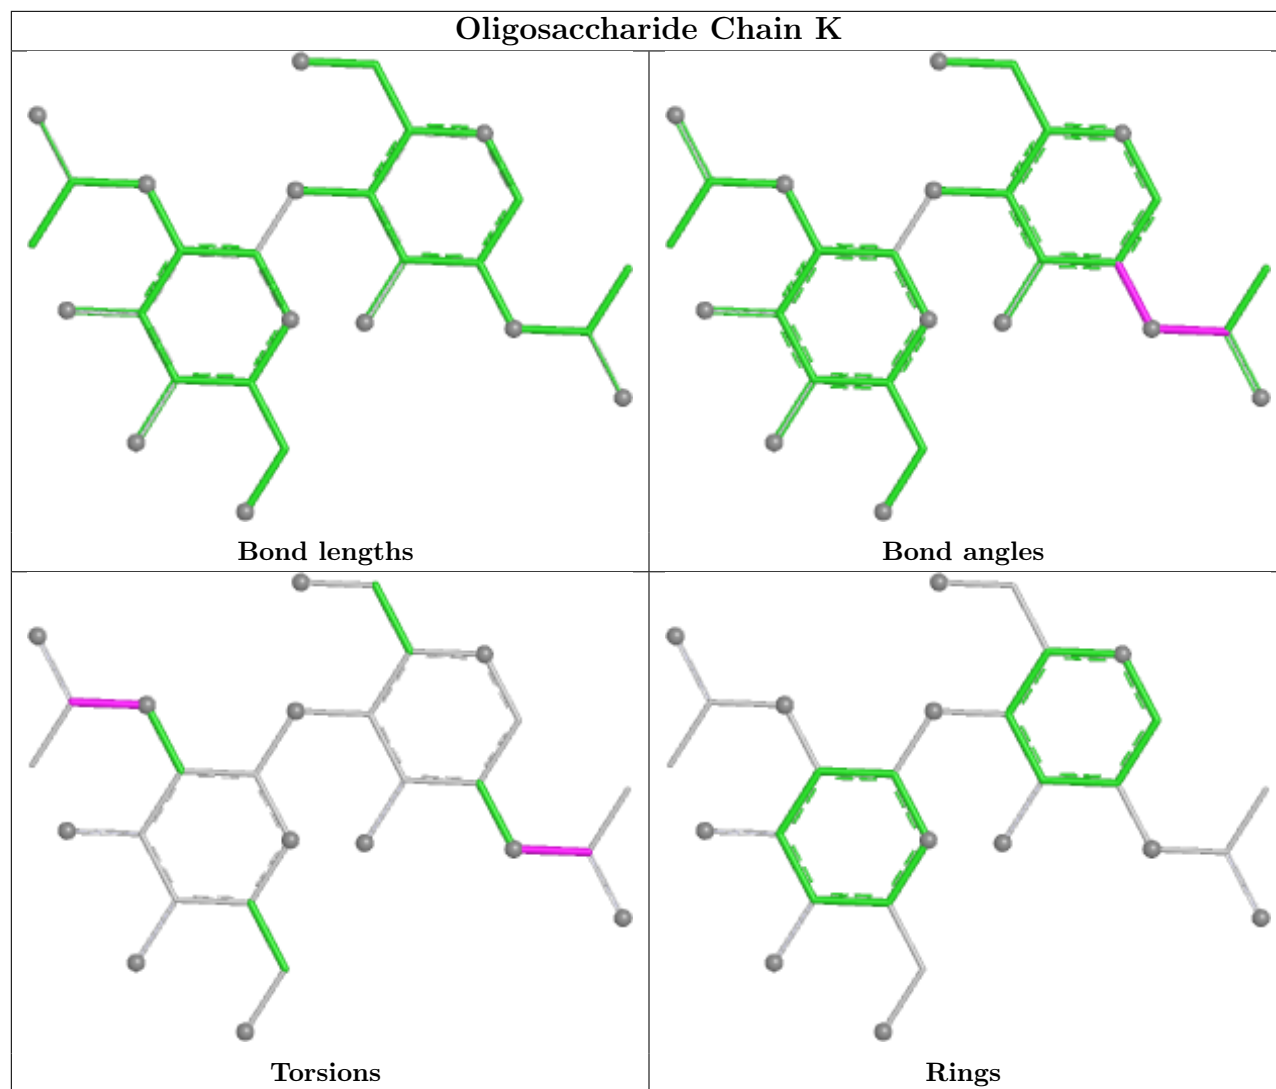 Oligosaccharide Chain K
Bond lengths
Bond angles
Torsions
Rings